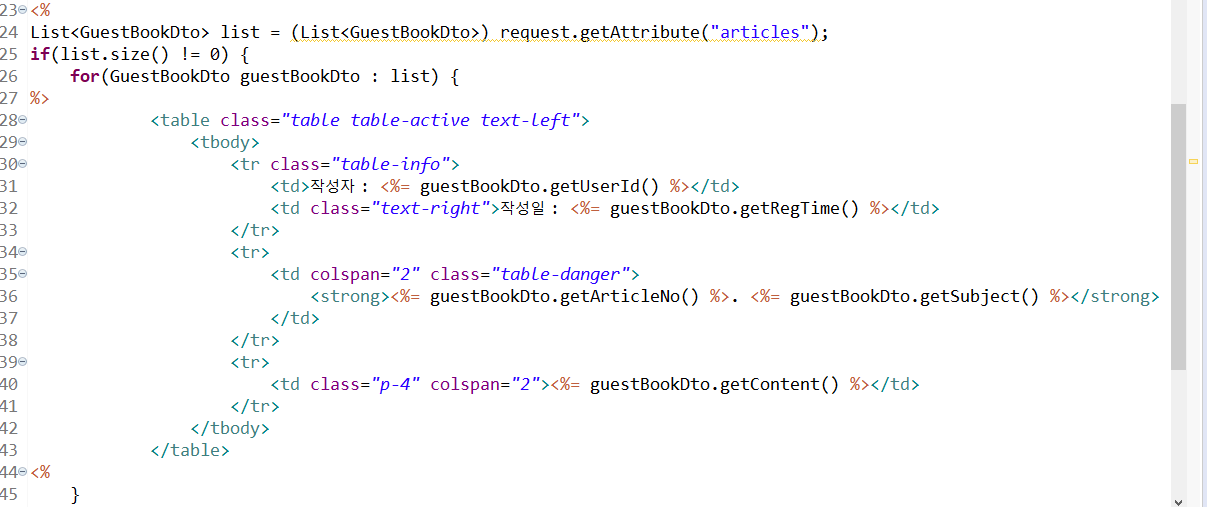 23 <%
24 List<GuestBookDto> list = (List<GuestBookDto>) request.getAttribute("articles");
25 if(list.size() != 0) {
26     for(GuestBookDto guestBookDto : list) {
27 %>
28             <table class="table table-active text-left">
29                 <tbody>
30                     <tr class="table-info">
31                         <td>작성자 : <%= guestBookDto.getUserId() %></td>
32                         <td class="text-right">작성일 : <%= guestBookDto.getRegTime() %></td>
33                     </tr>
34                     <tr>
35                         <td colspan="2" class="table-danger">
36                             <strong><%= guestBookDto.getArticleNo() %>. <%= guestBookDto.getSubject() %></strong>
37                         </td>
38                     </tr>
39                     <tr>
40                         <td class="p-4" colspan="2"><%= guestBookDto.getContent() %></td>
41                     </tr>
42                 </tbody>
43             </table>
44 <%
45     }